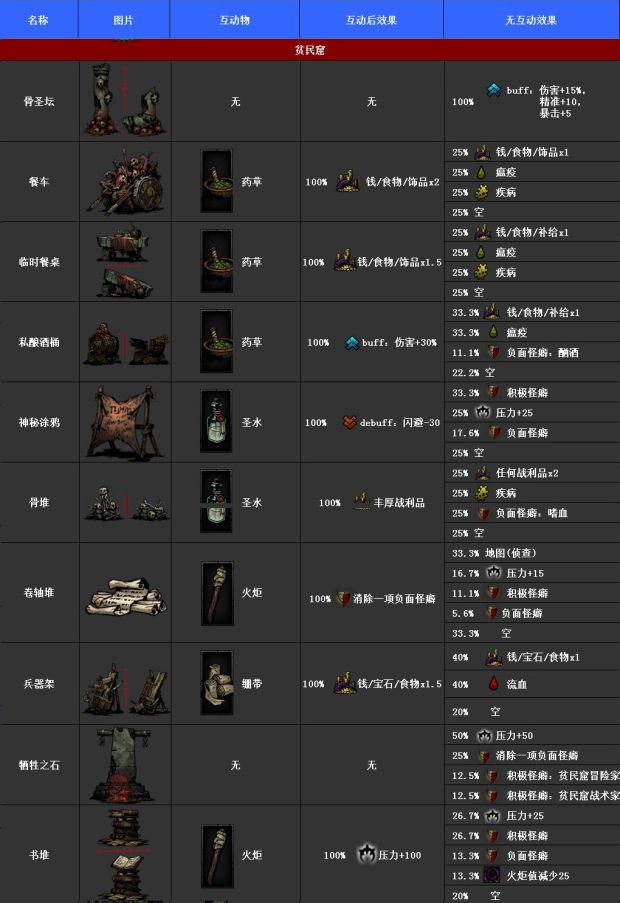 名称 图片 互动物 互动后效果 无互动效果
贫民窟
骨圣坛 无 无 100% buff: 伤害+15%,
精准+10,
暴击+5
餐车 药草 100% 钱/食物/饰品x2
25% 钱/食物/饰品x1
25% 瘟疫
25% 疾病
25% 空
临时餐桌 药草 100% 钱/食物/饰品x1.5
25% 钱/食物/补给x1
25% 瘟疫
25% 疾病
25% 空
私酿酒桶 药草 100% buff: 伤害+30%
33.3% 钱/食物/补给x1
33.3% 瘟疫
11.1% 负面怪癖: 酗酒
22.2% 空
神秘涂鸦 圣水 100% debuff: 闪避-30
33.3% 积极怪癖
25% 压力+25
17.6% 负面怪癖
25% 空
骨堆 圣水 100% 丰厚战利品
25% 任何战利品x2
25% 疾病
25% 负面怪癖: 嗜血
25% 空
卷轴堆 火炬 100% 消除一项负面怪癖
33.3% 地图(侦查)
16.7% 压力+15
11.1% 积极怪癖
5.6% 负面怪癖
33.3% 空
兵器架 绷带 100% 钱/宝石/食物x1.5
40% 钱/宝石/食物x1
40% 流血
20% 空
牺牲之石 无 无
50% 压力+50
25% 消除一项负面怪癖
12.5% 积极怪癖: 贫民窟冒险家
12.5% 积极怪癖: 贫民窟战术家
书堆 火炬 100% 压力+100
26.7% 压力+25
26.7% 积极怪癖
13.3% 负面怪癖
13.3% 火炬值减少25
20% 空